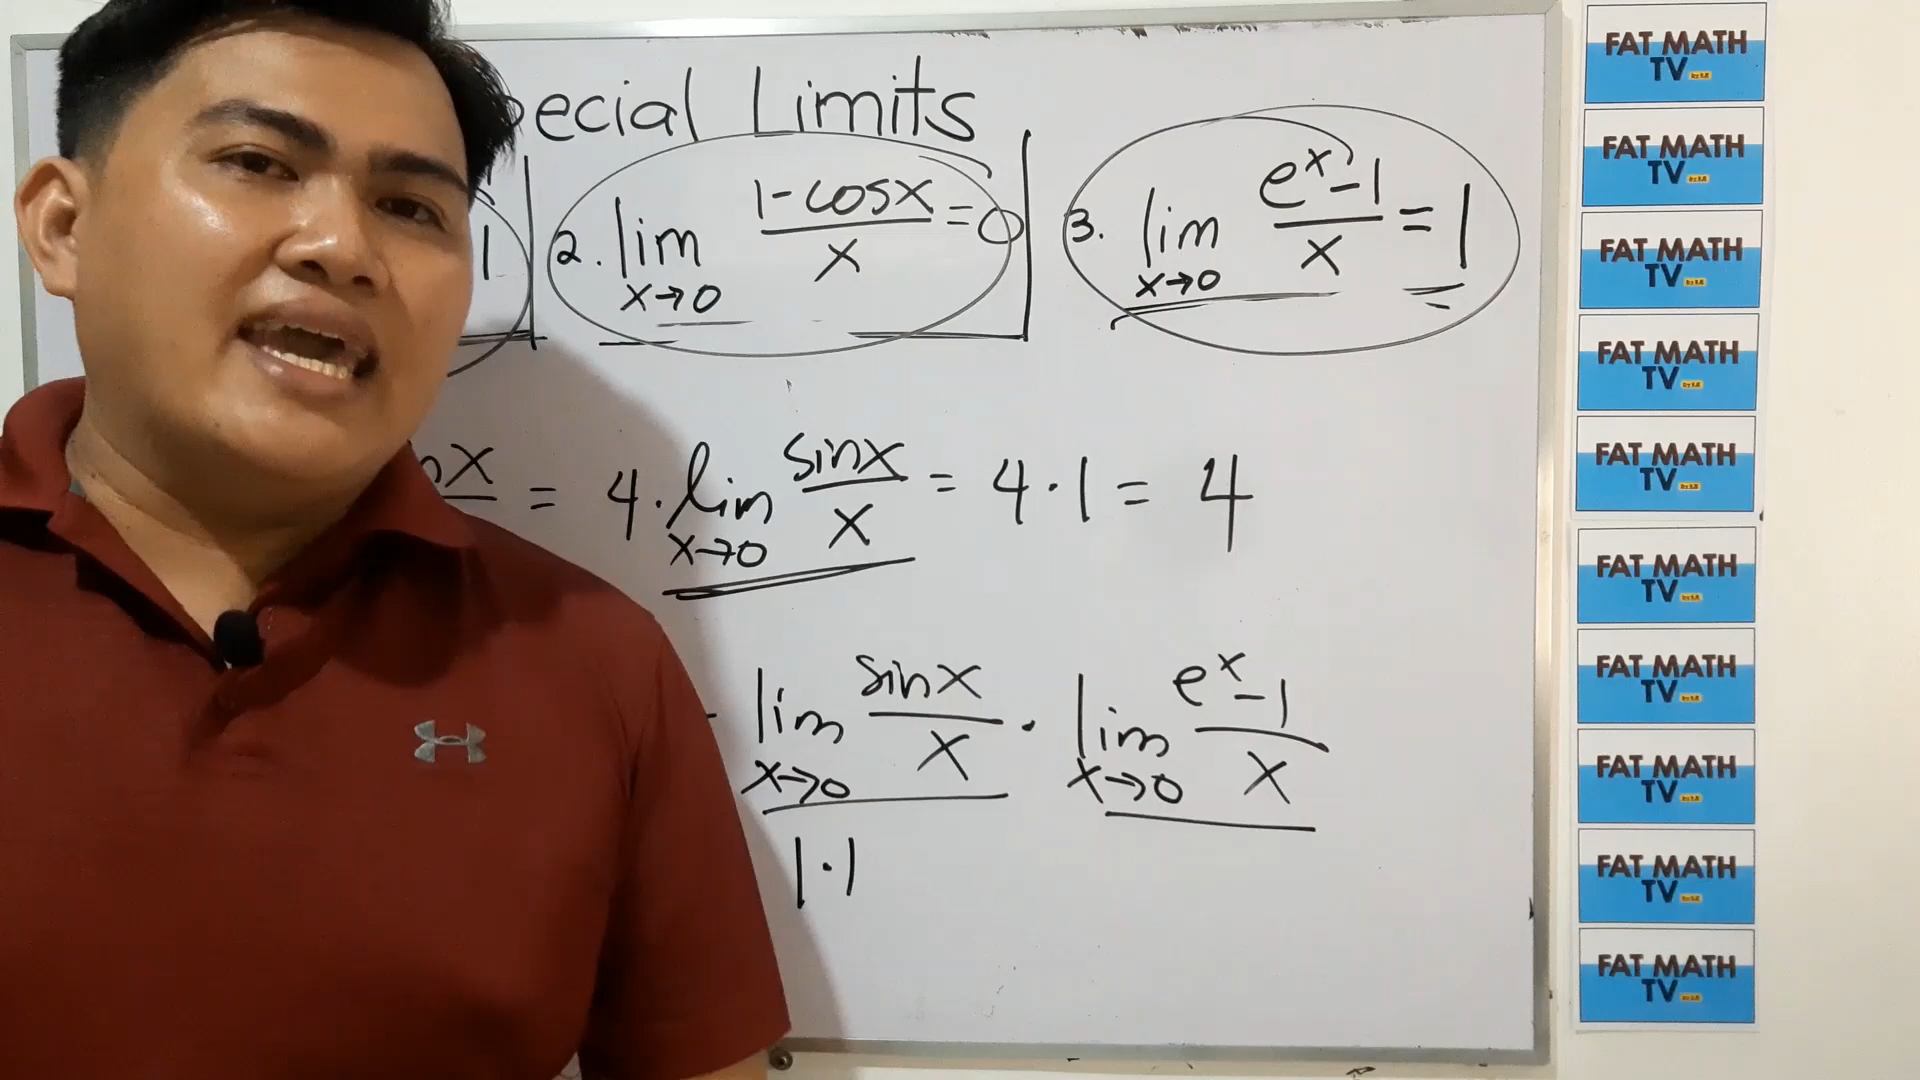 pecial Limits
1
2. lim x→0 1-cosx/x = 0
3. lim x→0 e^x-1/x = 1
nx = 4 · lim x→0 sinx/x = 4 · 1 = 4
lim x→0 sinx/x · lim x→0 e^x-1/x
1 · 1
FAT MATH
TV
FAT MATH
TV
FAT MATH
TV
FAT MATH
TV
FAT MATH
TV
FAT MATH
TV
FAT MATH
TV
FAT MATH
TV
FAT MATH
TV
FAT MATH
TV